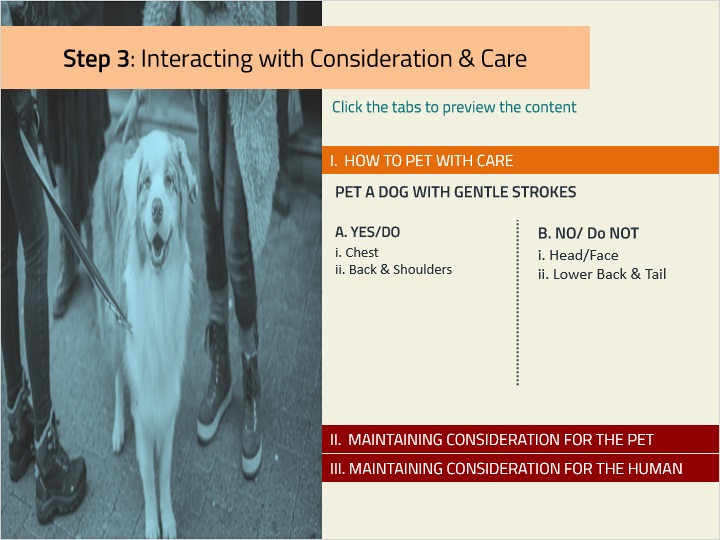 Step 3: Interacting with Consideration & Care
Click the tabs to preview the content
I. HOW TO PET WITH CARE
PET A DOG WITH GENTLE STROKES
A. YES/DO
i. Chest
ii. Back & Shoulders
B. NO/ Do NOT
i. Head/Face
ii. Lower Back & Tail
II. MAINTAINING CONSIDERATION FOR THE PET
III. MAINTAINING CONSIDERATION FOR THE HUMAN